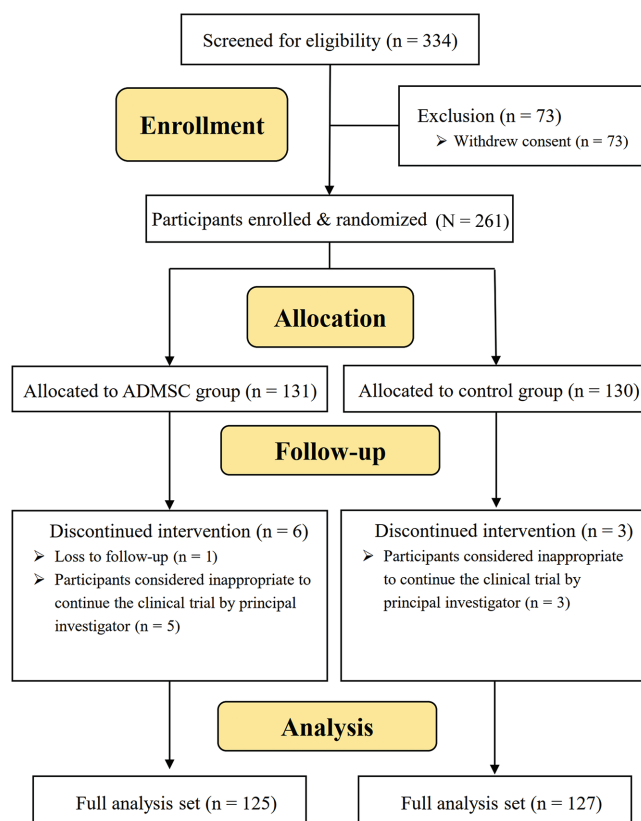 Screened for eligibility (n = 334)
Enrollment
Exclusion (n = 73)
➢ Withdrew consent (n = 73)
Participants enrolled & randomized (N = 261)
Allocation
Allocated to ADMSC group (n = 131)
Allocated to control group (n = 130)
Follow-up
Discontinued intervention (n = 6)
➢ Loss to follow-up (n = 1)
➢ Participants considered inappropriate to
continue the clinical trial by principal
investigator (n = 5)
Discontinued intervention (n = 3)
➢ Participants considered inappropriate
to continue the clinical trial by
principal investigator (n = 3)
Analysis
Full analysis set (n = 125)
Full analysis set (n = 127)